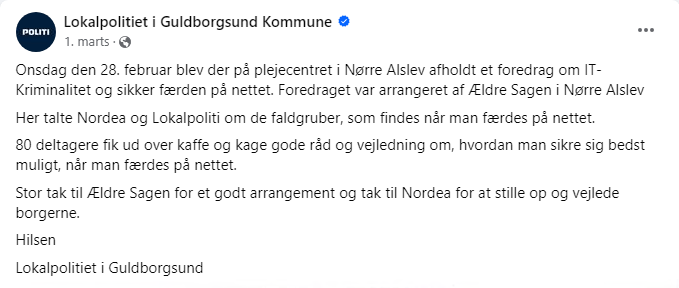 POLITI
Lokalpolitiet i Guldborgsund Kommune
1. marts ·
Onsdag den 28. februar blev der på plejecentret i Nørre Alslev afholdt et foredrag om IT-
Kriminalitet og sikker færden på nettet. Foredraget var arrangeret af Ældre Sagen i Nørre Alslev
Her talte Nordea og Lokalpoliti om de faldgruber, som findes når man færdes på nettet.
80 deltagere fik ud over kaffe og kage gode råd og vejledning om, hvordan man sikre sig bedst
muligt, når man færdes på nettet.
Stor tak til Ældre Sagen for et godt arrangement og tak til Nordea for at stille op og vejlede
borgerne.
Hilsen
Lokalpolitiet i Guldborgsund